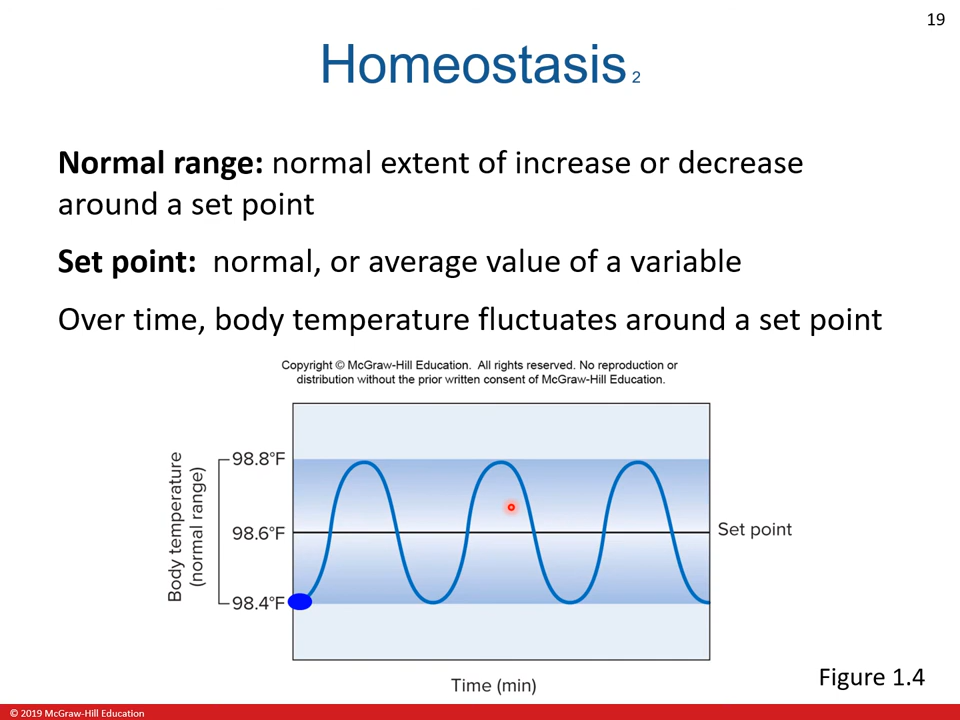 19
Homeostasis 2
Normal range: normal extent of increase or decrease
around a set point
Set point: normal, or average value of a variable
Over time, body temperature fluctuates around a set point
Copyright © McGraw-Hill Education. All rights reserved. No reproduction or
distribution without the prior written consent of McGraw-Hill Education.
Body temperature
(normal range)
98.8°F
98.6°F
98.4°F
Set point
Time (min)
Figure 1.4
© 2019 McGraw-Hill Education